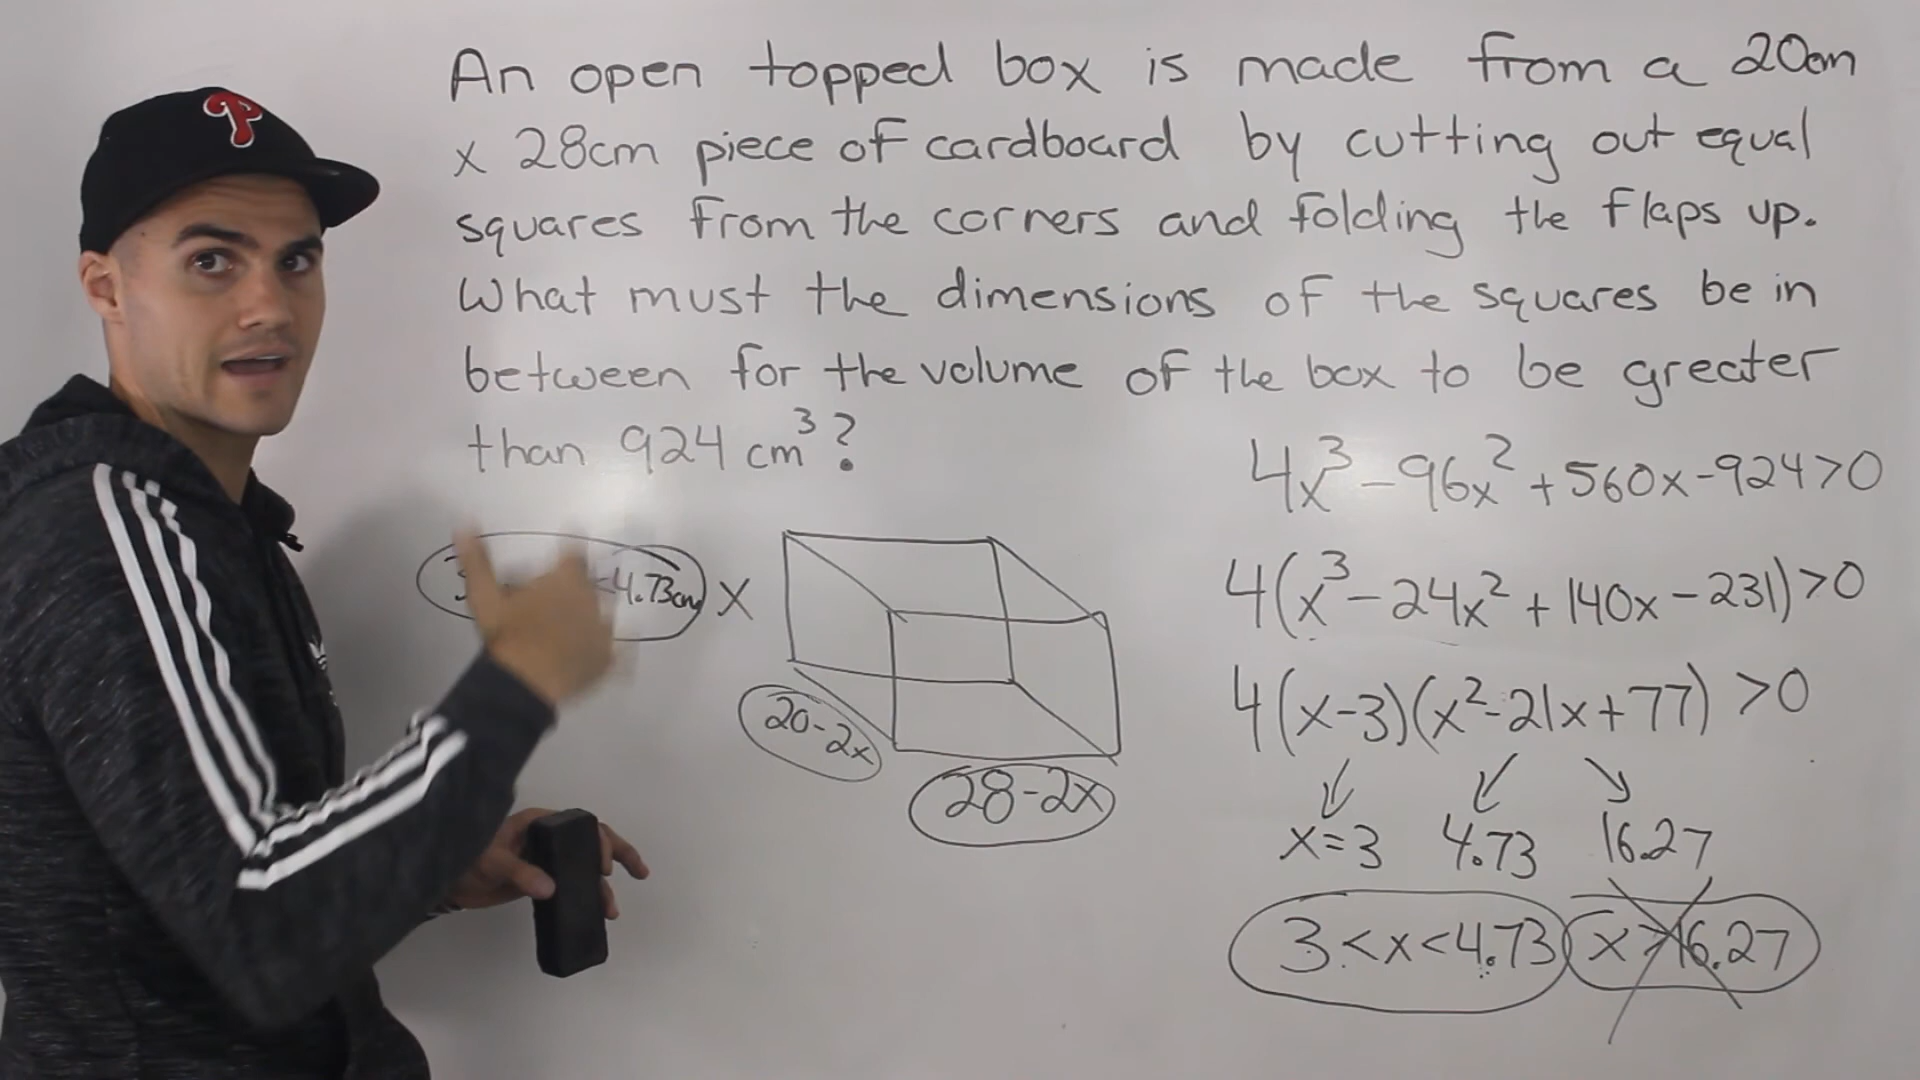 An open topped box is made from a 20cm
x 28cm piece of cardboard by cutting out equal
squares from the corners and folding the flaps up.
What must the dimensions of the squares be in
between for the volume of the box to be greater
than 924 cm³?
4x³-96x²+560x-924>0
4(x³-24x²+140x-231)>0
4(x-3)(x²-21x+77)>0
x=3 4.73 16.27
3<x<4.73 x>16.27
<4.73cm
x
20-2x
28-2x
P